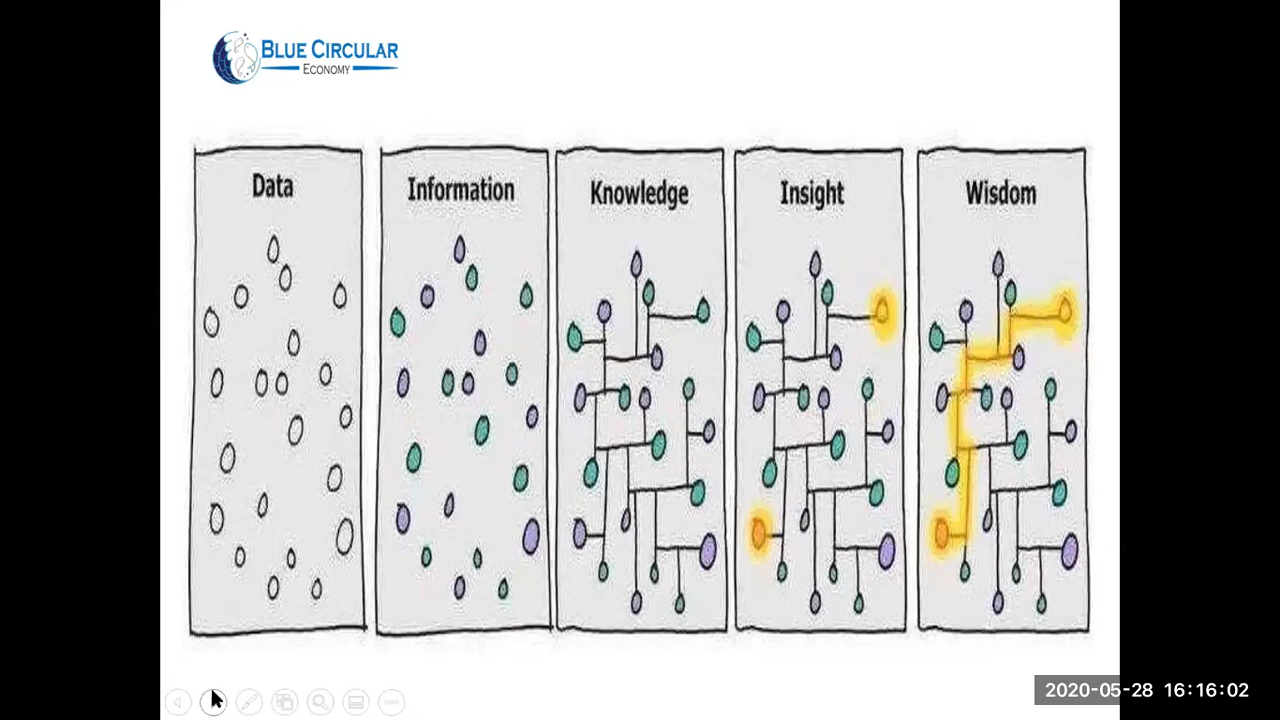 BLUE CIRCULAR
ECONOMY
Data
Information
Knowledge
Insight
Wisdom
2020-05-28 16:16:02